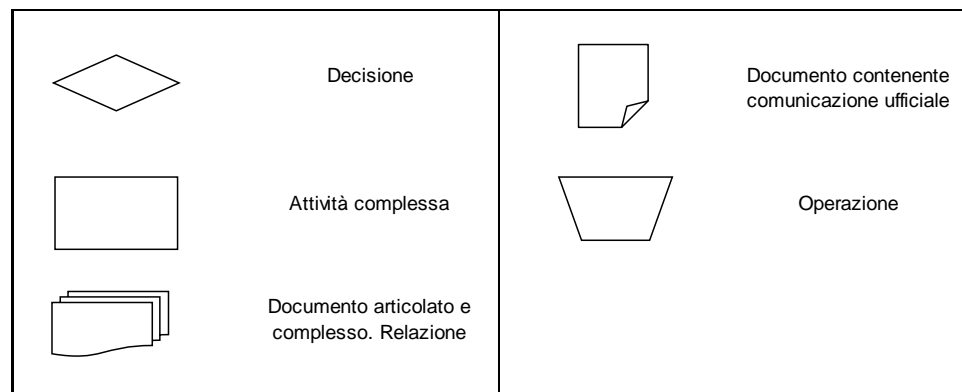 Decisione
Attività complessa
Documento articolato e
complesso. Relazione
Documento contenente
comunicazione ufficiale
Operazione